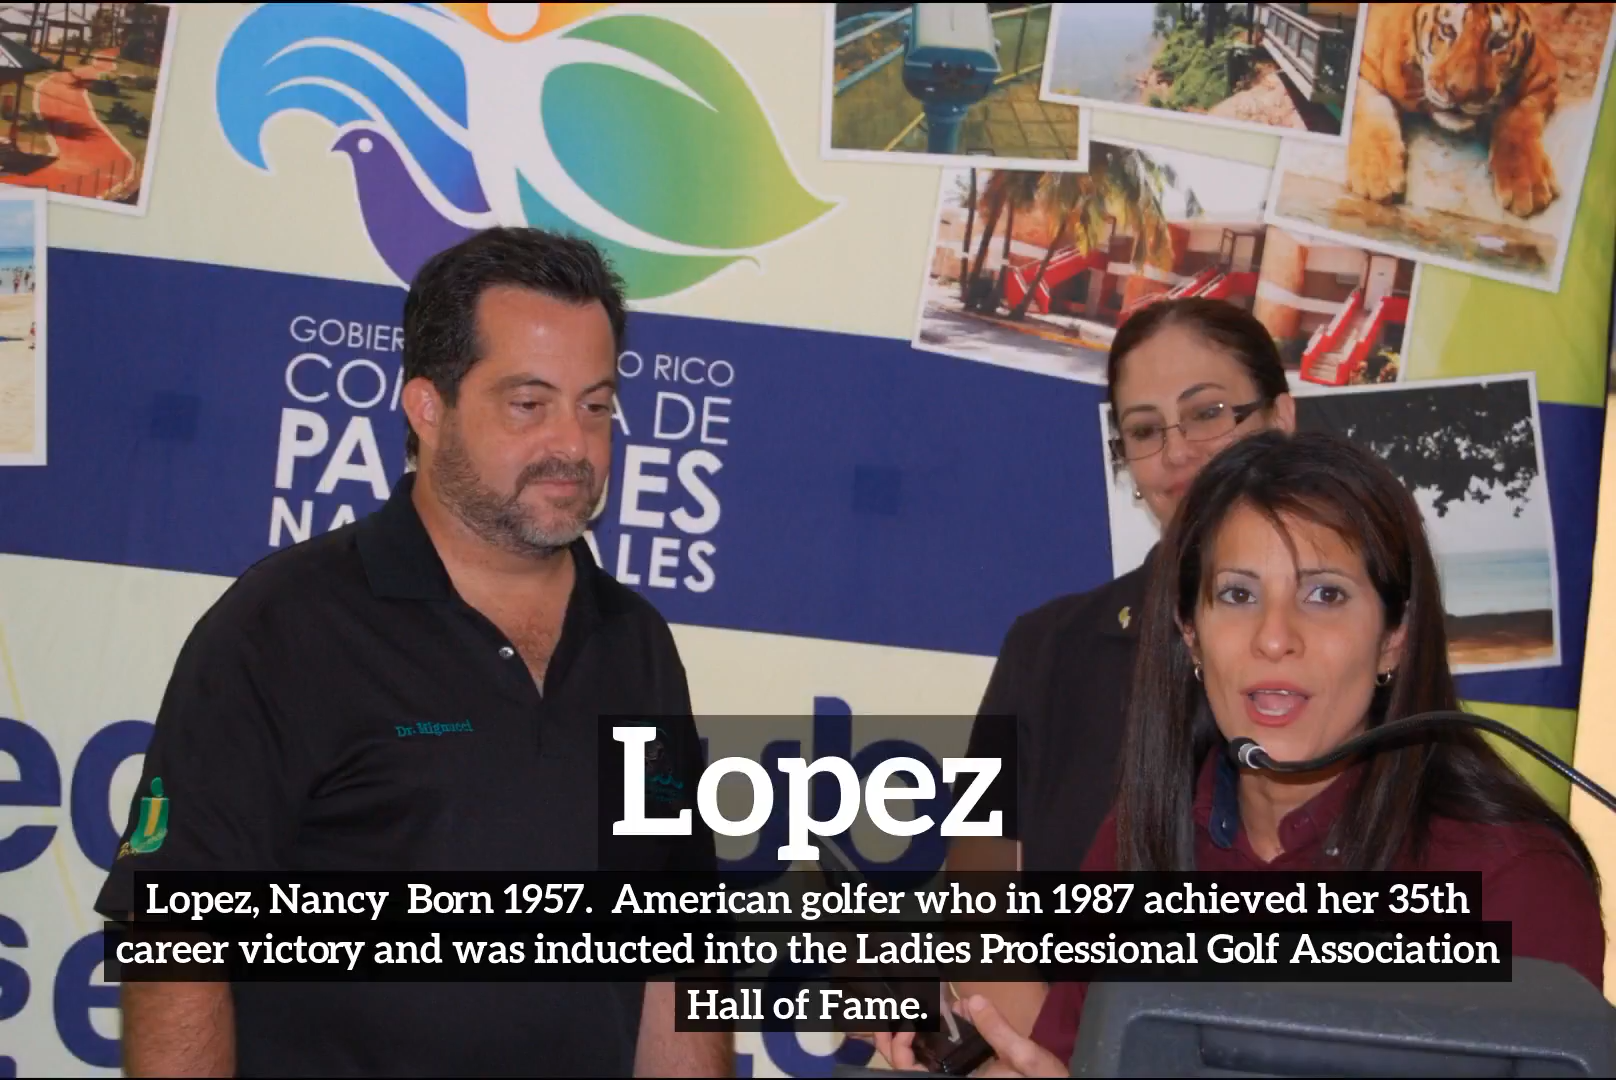 GOBIER O RICO
CO A DE
PA ES
NA ALES
Dr. Mignucci
Lopez
Lopez, Nancy  Born 1957.  American golfer who in 1987 achieved her 35th
career victory and was inducted into the Ladies Professional Golf Association
Hall of Fame.